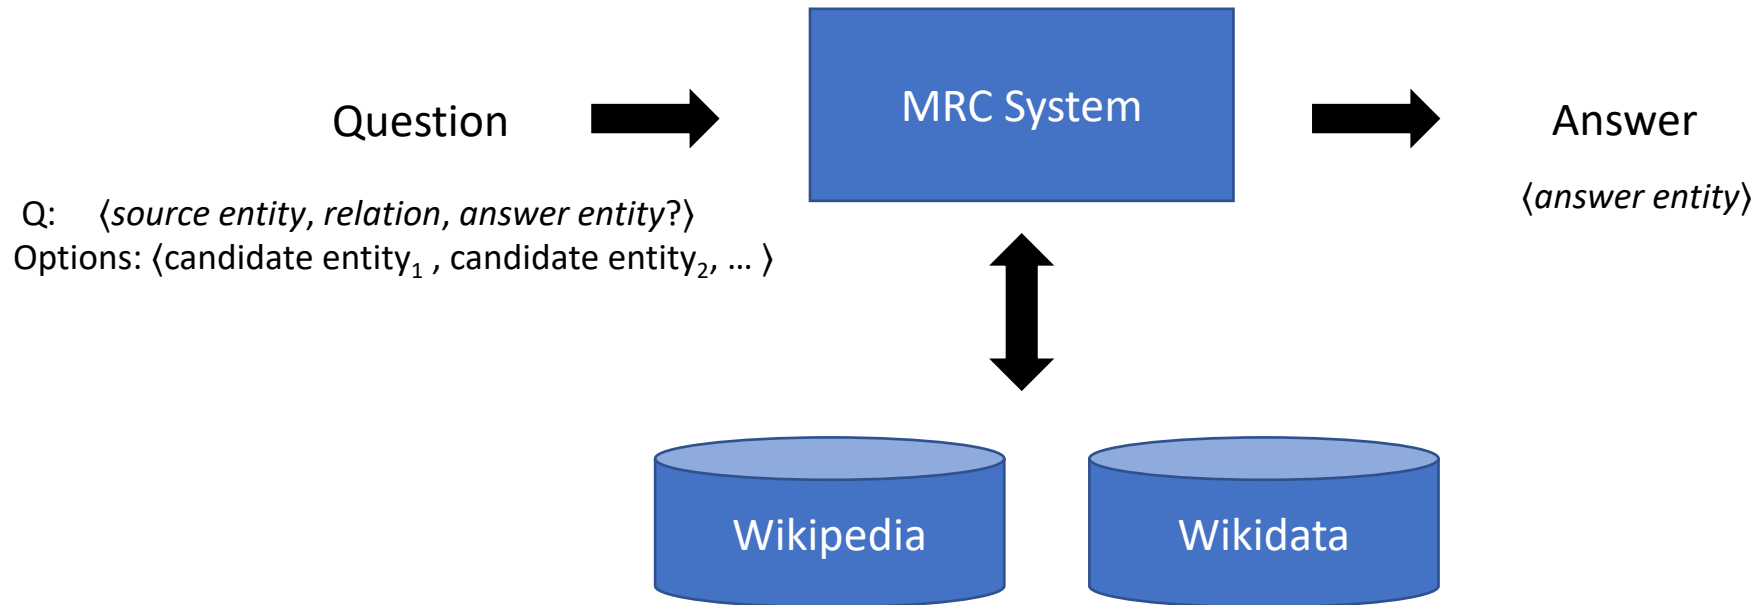 MRC System
Question
Answer
Q: ⟨source entity, relation, answer entity?⟩
Options: ⟨candidate entity₁ , candidate entity₂, ... ⟩
⟨answer entity⟩
Wikipedia
Wikidata